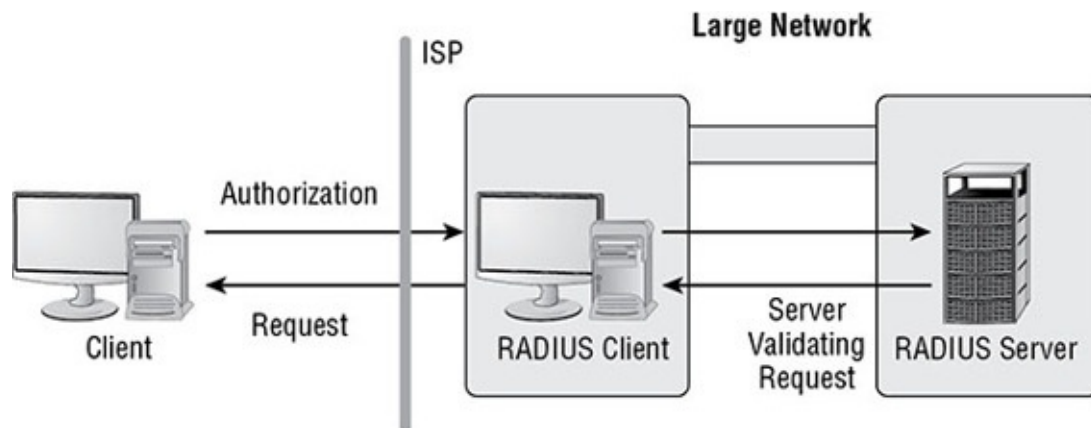 Large Network
ISP
Authorization
Request
Client
RADIUS Client
Server
Validating
Request
RADIUS Server